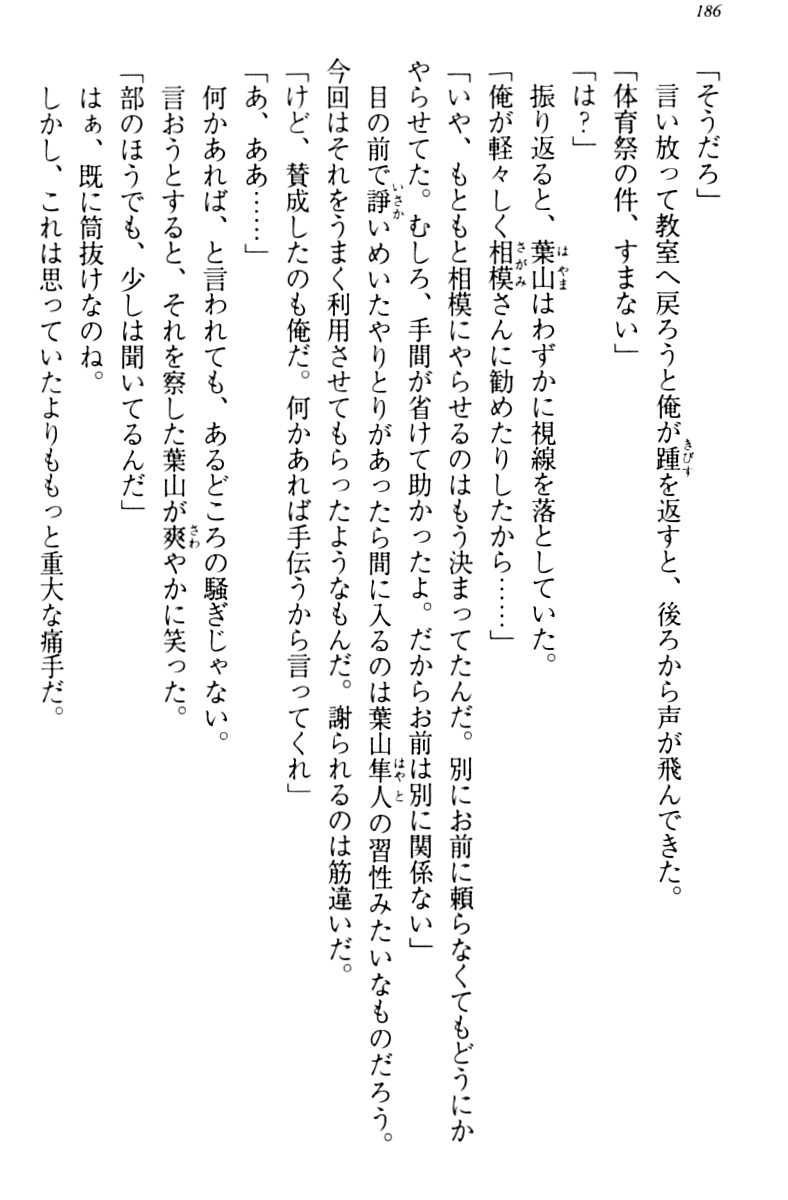 186
「そうだろ」
言い放って教室へ戻ろうと俺が踵を返すと、後ろから声が飛んできた。
「体育祭の件、すまない」
「は？」
振り返ると、葉山はわずかに視線を落としていた。
「俺が軽々しく相模さんに勧めたりしたから……」
「いや、もともと相模にやらせるのはもう決まってたんだ。別にお前に頼らなくてもどうにか
やらせてた。むしろ、手間が省けて助かったよ。だからお前は別に関係ない」
目の前で諍いめいたやりとりがあったら間に入るのは葉山隼人の習性みたいなものだろう。
今回はそれをうまく利用させてもらったようなもんだ。謝られるのは筋違いだ。
「けど、賛成したのも俺だ。何かあれば手伝うから言ってくれ」
「あ、ああ……」
何かあれば、と言われても、あるどころの騒ぎじゃない。
言おうとすると、それを察した葉山が爽やかに笑った。
「部のほうでも、少しは聞いてるんだ」
はぁ、既に筒抜けなのね。
しかし、これは思っていたよりももっと重大な痛手だ。